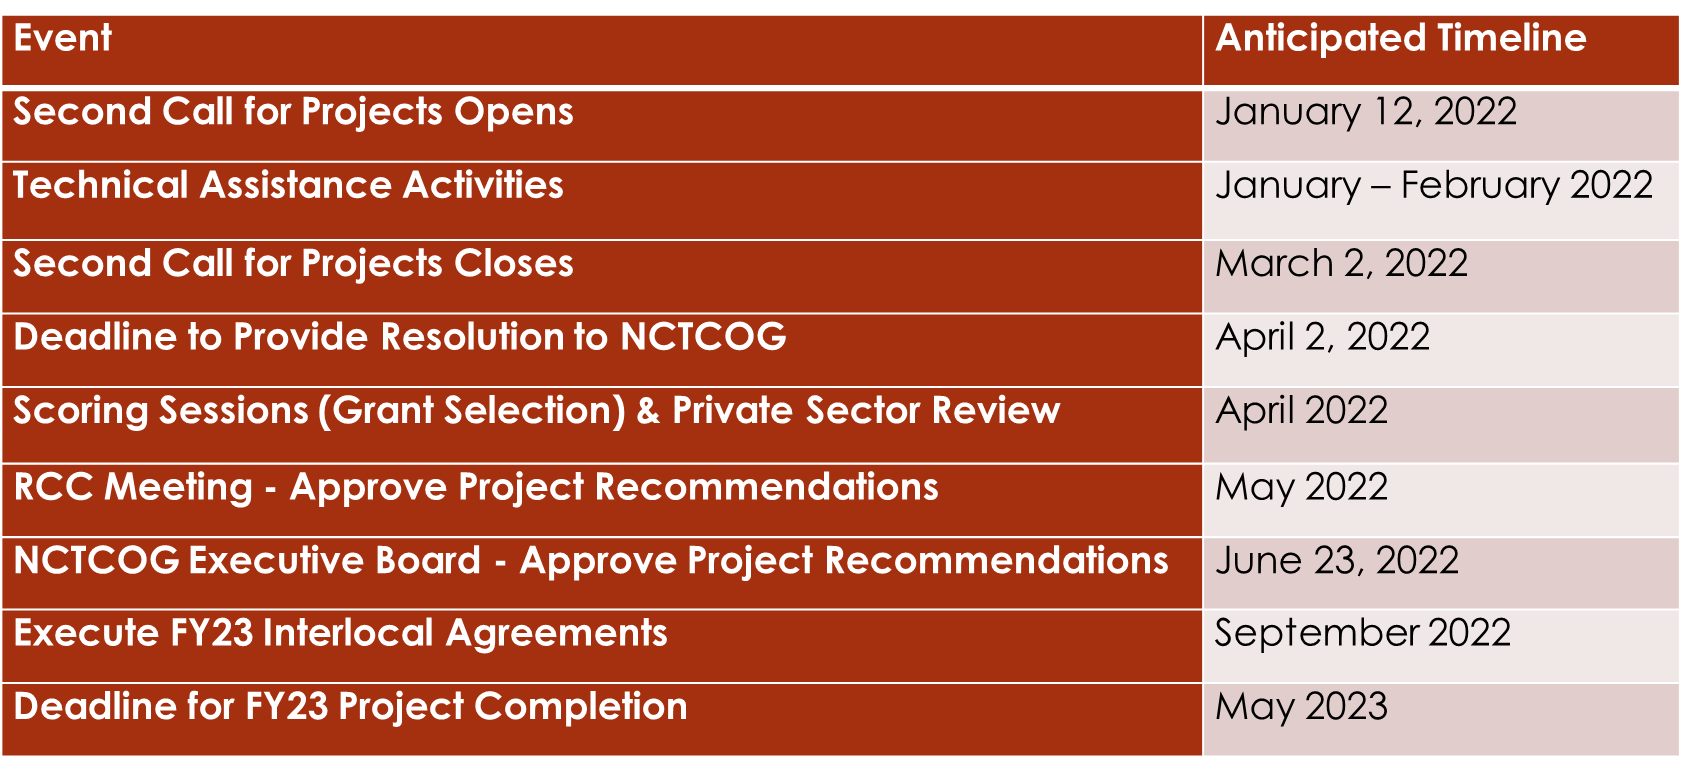 Event Anticipated Timeline
Second Call for Projects Opens January 12, 2022
Technical Assistance Activities January – February 2022
Second Call for Projects Closes March 2, 2022
Deadline to Provide Resolution to NCTCOG April 2, 2022
Scoring Sessions (Grant Selection) & Private Sector Review April 2022
RCC Meeting - Approve Project Recommendations May 2022
NCTCOG Executive Board - Approve Project Recommendations June 23, 2022
Execute FY23 Interlocal Agreements September 2022
Deadline for FY23 Project Completion May 2023